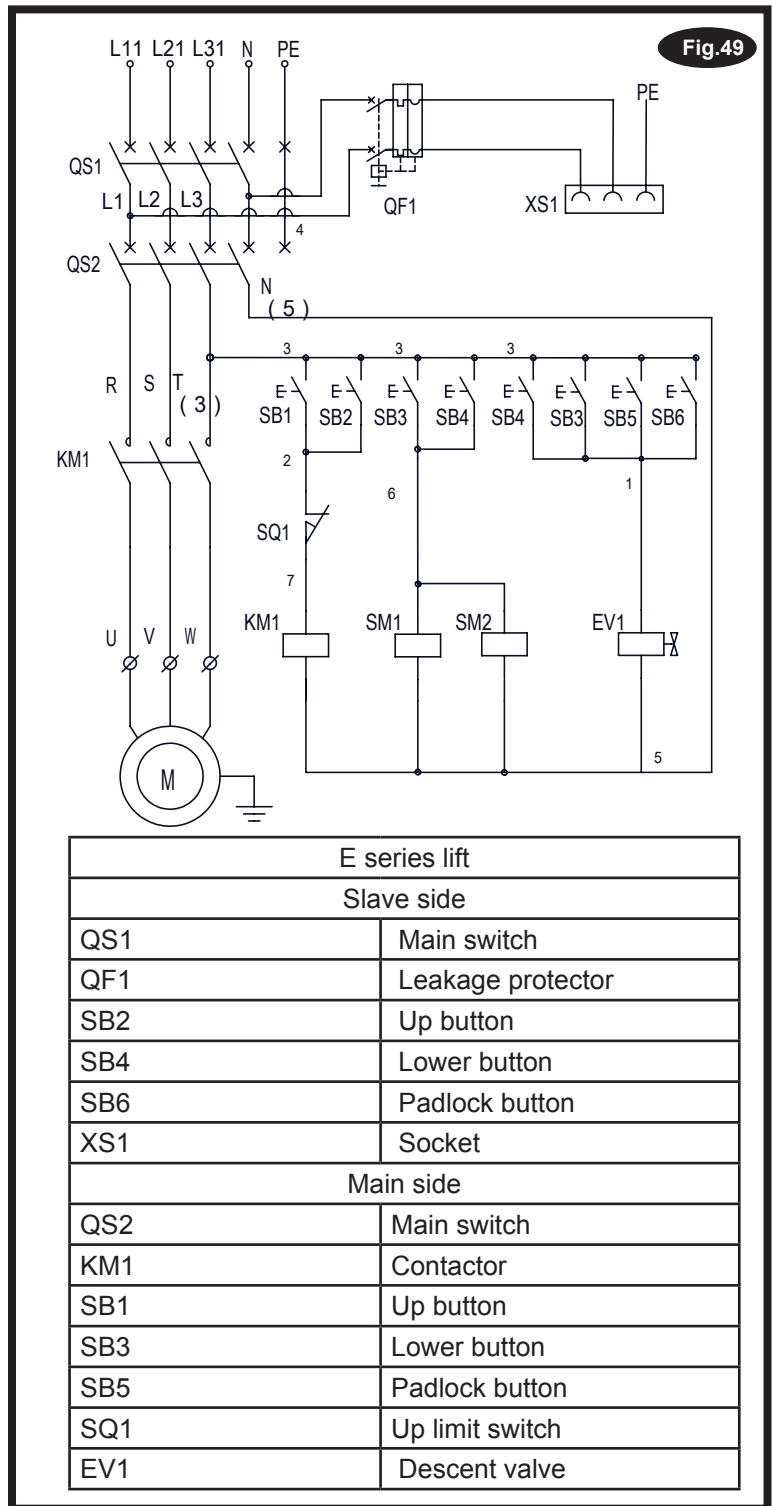 Fig.49
L11 L21 L31 N PE
PE
QS1
L1 L2 L3
4
QF1
XS1
QS2
N
( 5 )
3 3 3
R S T
( 3 )
SB1 SB2 SB3 SB4 SB4 SB3 SB5 SB6
KM1
2
6
1
SQ1
7
KM1 SM1 SM2 EV1
U V W
5
M
E series lift
Slave side
QS1 Main switch
QF1 Leakage protector
SB2 Up button
SB4 Lower button
SB6 Padlock button
XS1 Socket
Main side
QS2 Main switch
KM1 Contactor
SB1 Up button
SB3 Lower button
SB5 Padlock button
SQ1 Up limit switch
EV1 Descent valve